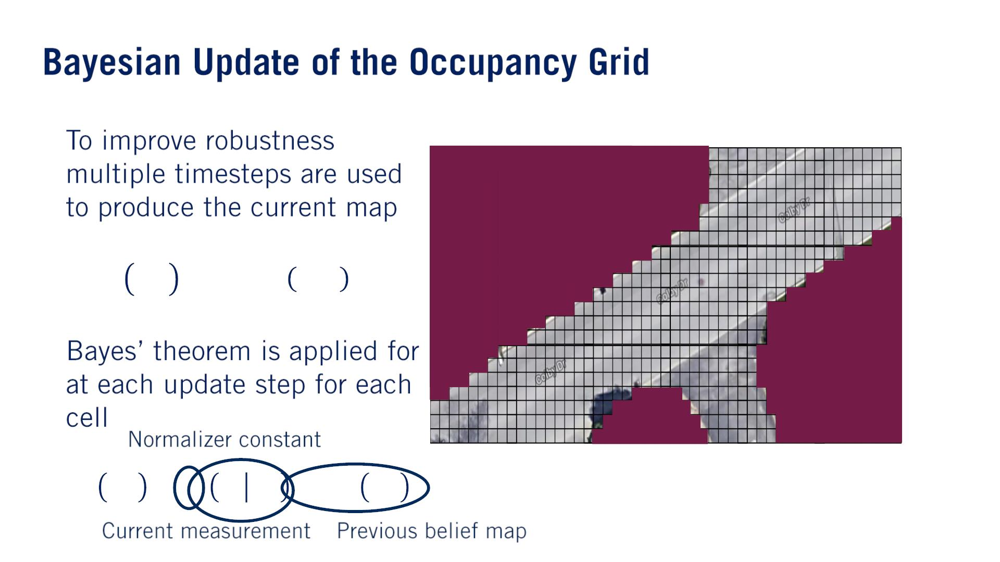 Bayesian Update of the Occupancy Grid
To improve robustness
multiple timesteps are used
to produce the current map
( ) ( )
Bayes’ theorem is applied for
at each update step for each
cell
Normalizer constant
( ) ( | ) ( )
Current measurement Previous belief map
Colby Dr
Colby Dr
Colby Dr